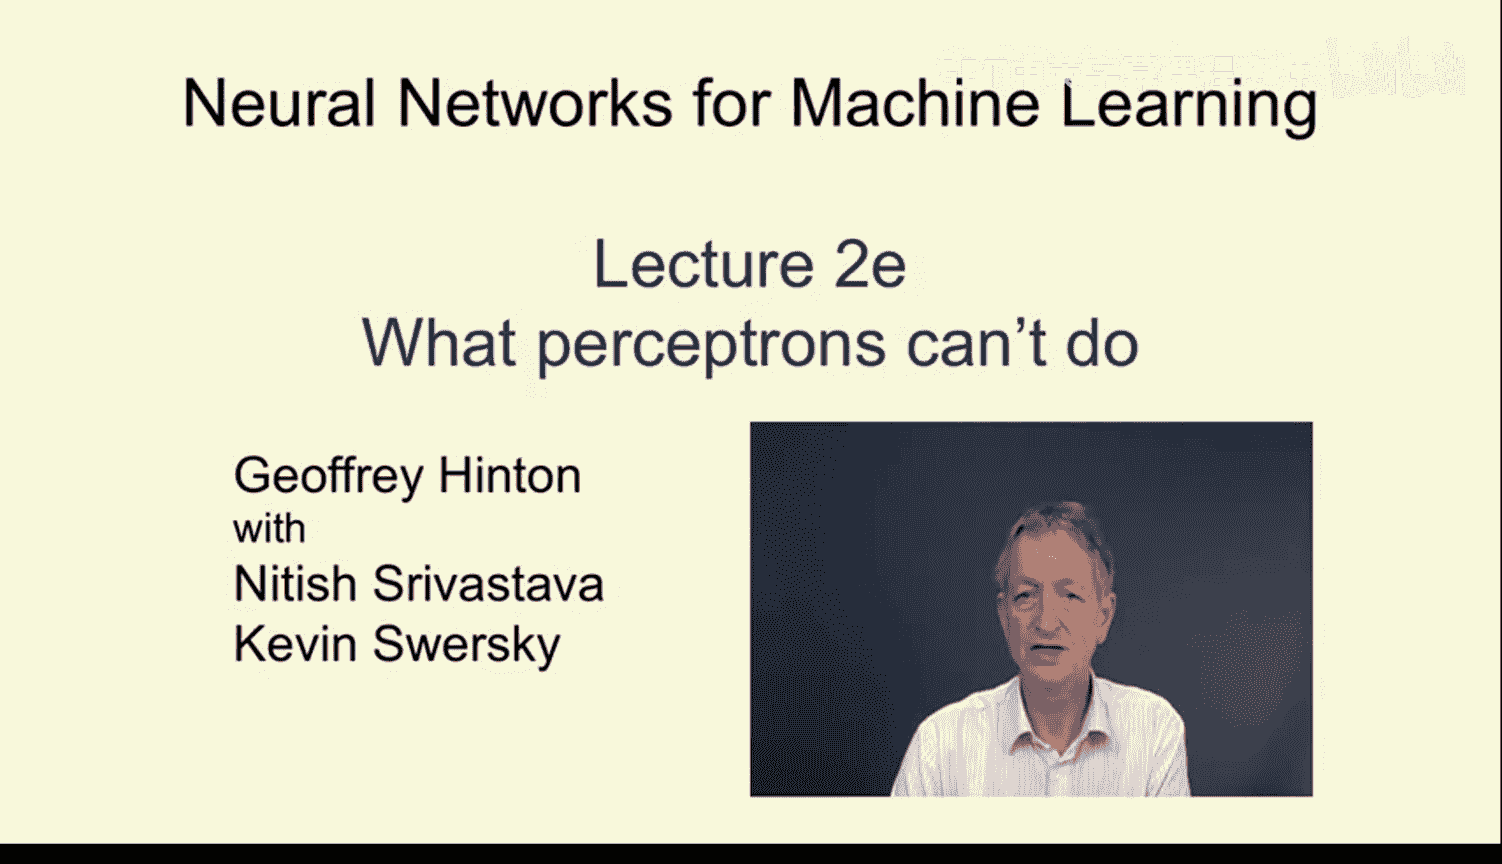 Neural Networks for Machine Learning
Lecture 2e
What perceptrons can't do
Geoffrey Hinton
with
Nitish Srivastava
Kevin Swersky